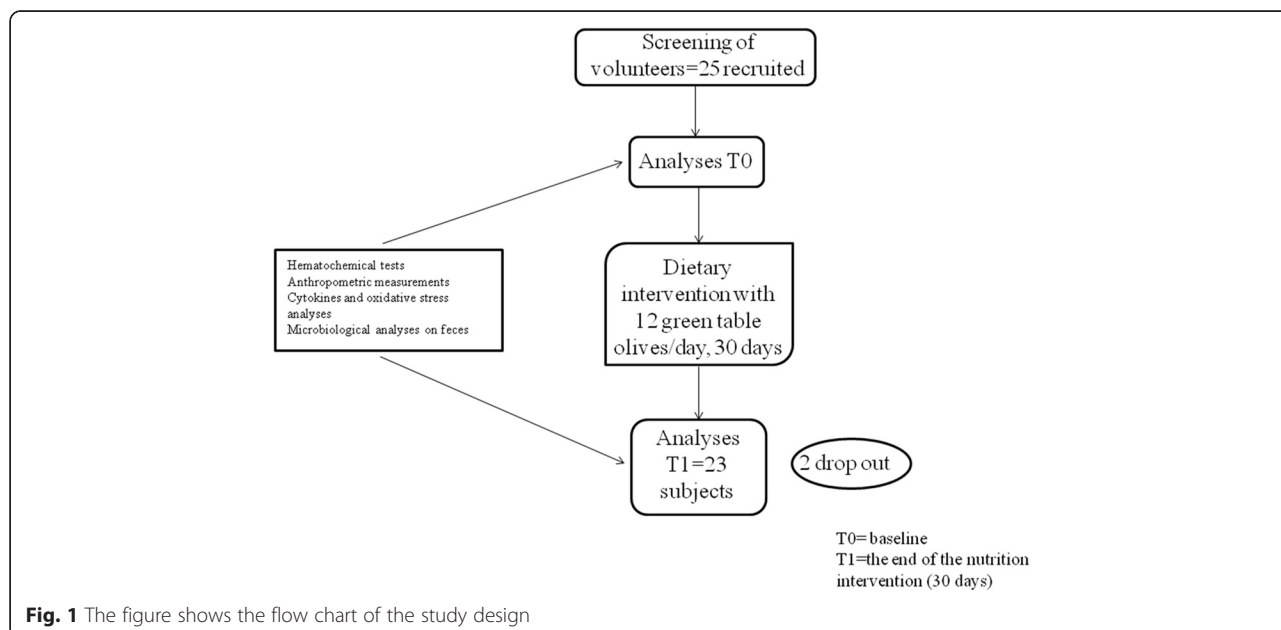 Screening of
volunteers=25 recruited
Analyses T0
Hematochemical tests
Anthropometric measurements
Cytokines and oxidative stress
analyses
Microbiological analyses on feces
Dietary
intervention with
12 green table
olives/day, 30 days
Analyses
T1=23
subjects
2 drop out
T0= baseline
T1=the end of the nutrition
intervention (30 days)
Fig. 1 The figure shows the flow chart of the study design